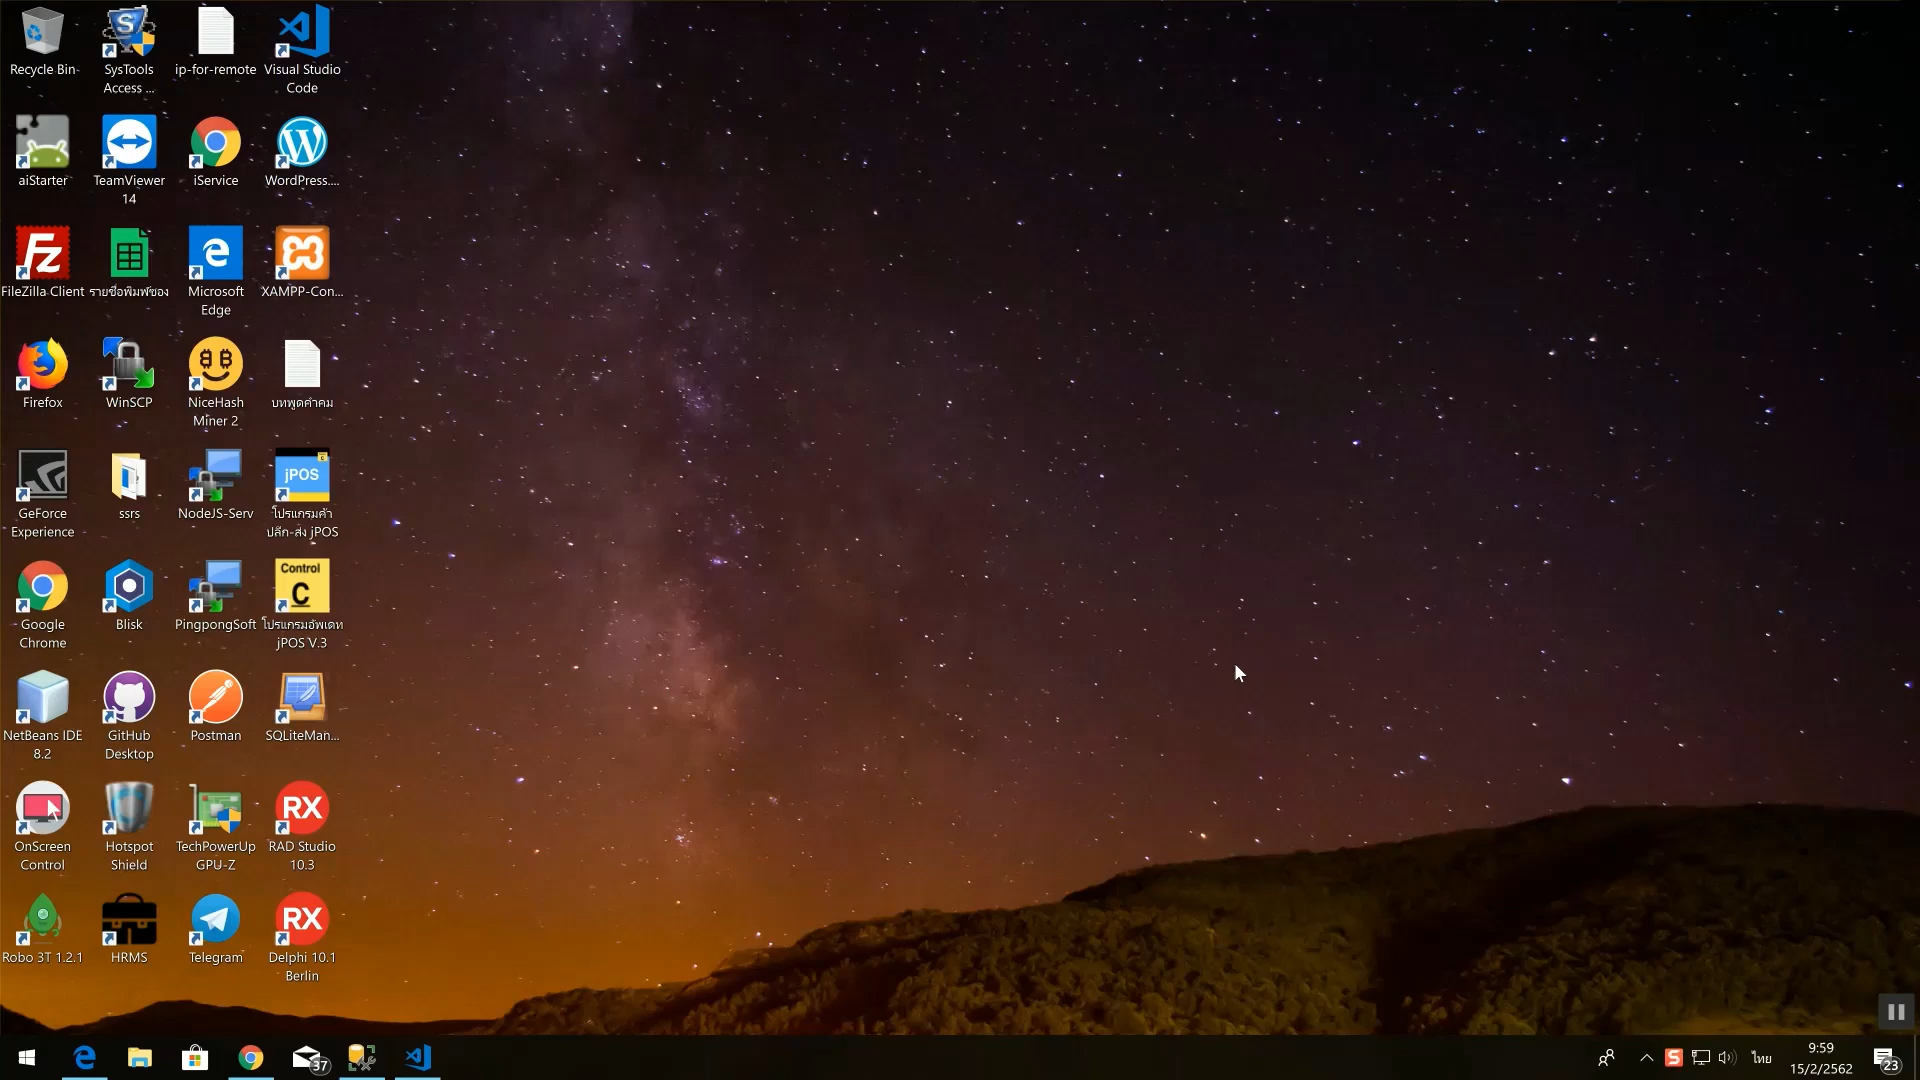 Recycle Bin
SysTools
Access ...
ip-for-remote
Visual Studio
Code
aiStarter
TeamViewer
14
iService
WordPress....
FileZilla Client
รายชื่อพิมพ์ซอง
Microsoft
Edge
XAMPP-Con...
Firefox
WinSCP
NiceHash
Miner 2
บทพูดคำคม
GeForce
Experience
ssrs
NodeJS-Serv
jPOS
โปรแกรมค้า
ปลีก-ส่ง jPOS
Google
Chrome
Blisk
PingpongSoft
Control
C
โปรแกรมอัพเดท
jPOS V.3
NetBeans IDE
8.2
GitHub
Desktop
Postman
SQLiteMan...
OnScreen
Control
Hotspot
Shield
TechPowerUp
GPU-Z
RX
RAD Studio
10.3
Robo 3T 1.2.1
HRMS
Telegram
RX
Delphi 10.1
Berlin
37
ไทย
9:59
15/2/2562
23